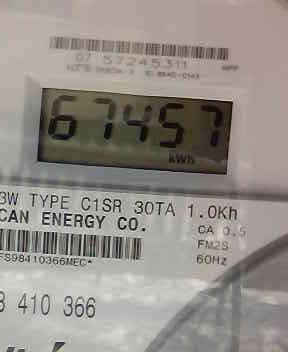 07 57245311
67457
kWh
3W TYPE C1SR 30TA 1.0Kh
CAN ENERGY CO.
CA 0.5
FM2S
FS98410366MEC*
60Hz
8 410 366